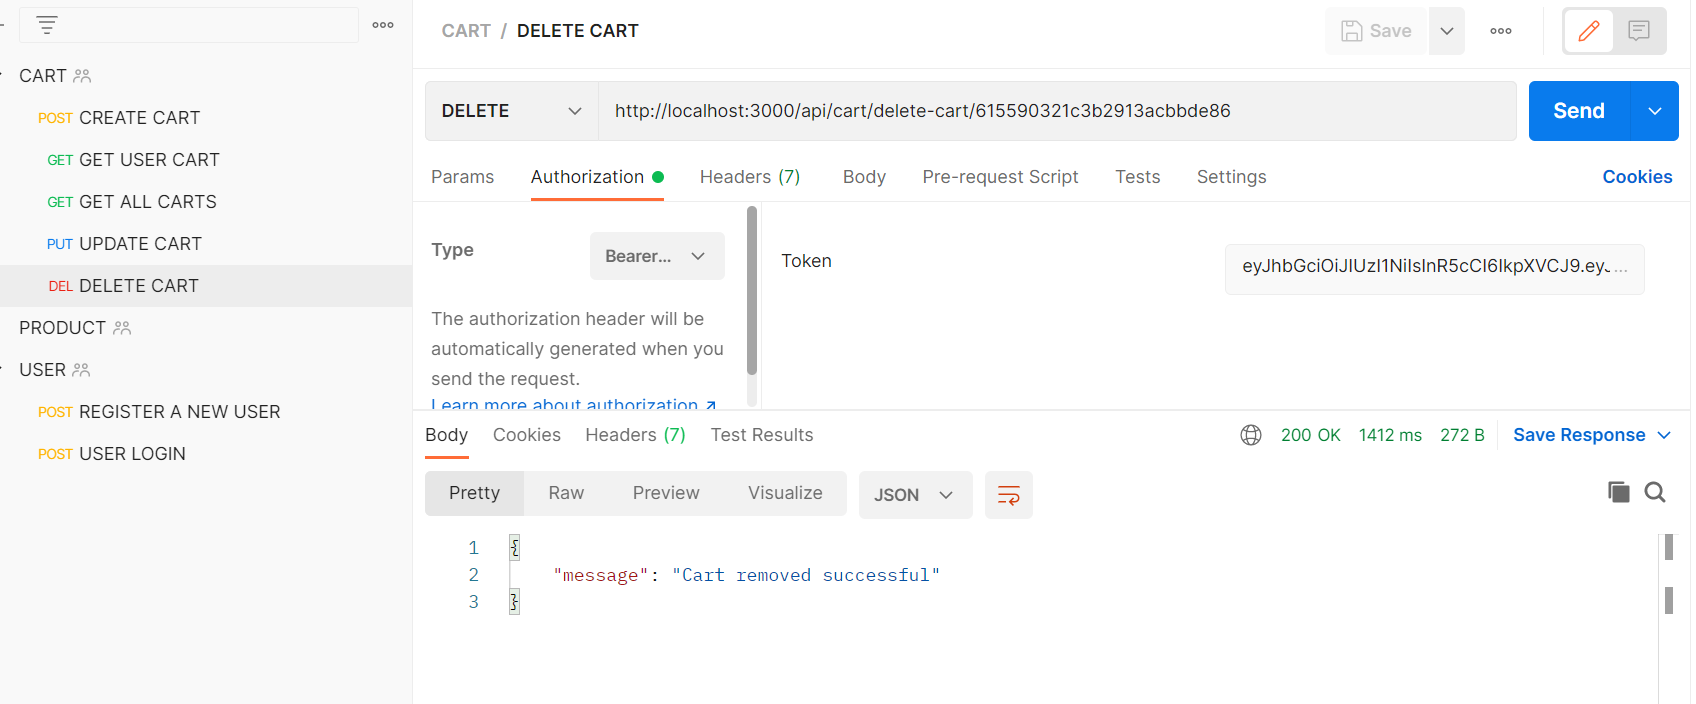 CART
POST CREATE CART
GET GET USER CART
GET GET ALL CARTS
PUT UPDATE CART
DEL DELETE CART
PRODUCT
USER
POST REGISTER A NEW USER
POST USER LOGIN
CART / DELETE CART
Save
DELETE http://localhost:3000/api/cart/delete-cart/615590321c3b2913acbbde86 Send
Params Authorization Headers (7) Body Pre-request Script Tests Settings Cookies
Type Bearer...
The authorization header will be
automatically generated when you
send the request.
Learn more about authorization
Token eyJhbGciOiJIUzI1NiIsInR5cCI6IkpXVCJ9.eyJ...
Body Cookies Headers (7) Test Results 200 OK 1412 ms 272 B Save Response
Pretty Raw Preview Visualize JSON
1 {
2 "message": "Cart removed successful"
3 }